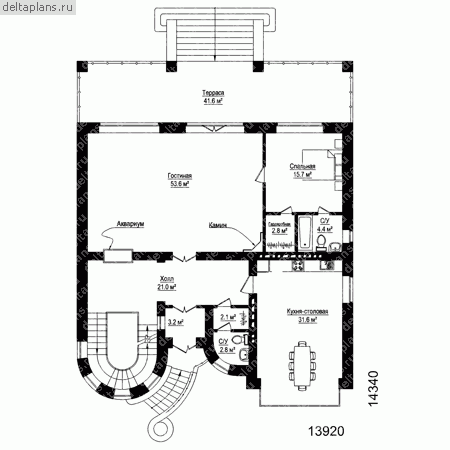 deltaplans.ru
Терраса
41.6 м²
Гостиная
53.6 м²
Спальная
15.7 м²
Гардеробная
2.8 м²
С/У
4.4 м²
Аквариум
Камин
Холл
21.0 м²
Кухня-столовая
31.6 м²
3.2 м²
2.1 м²
С/У
2.8 м²
14340
13920